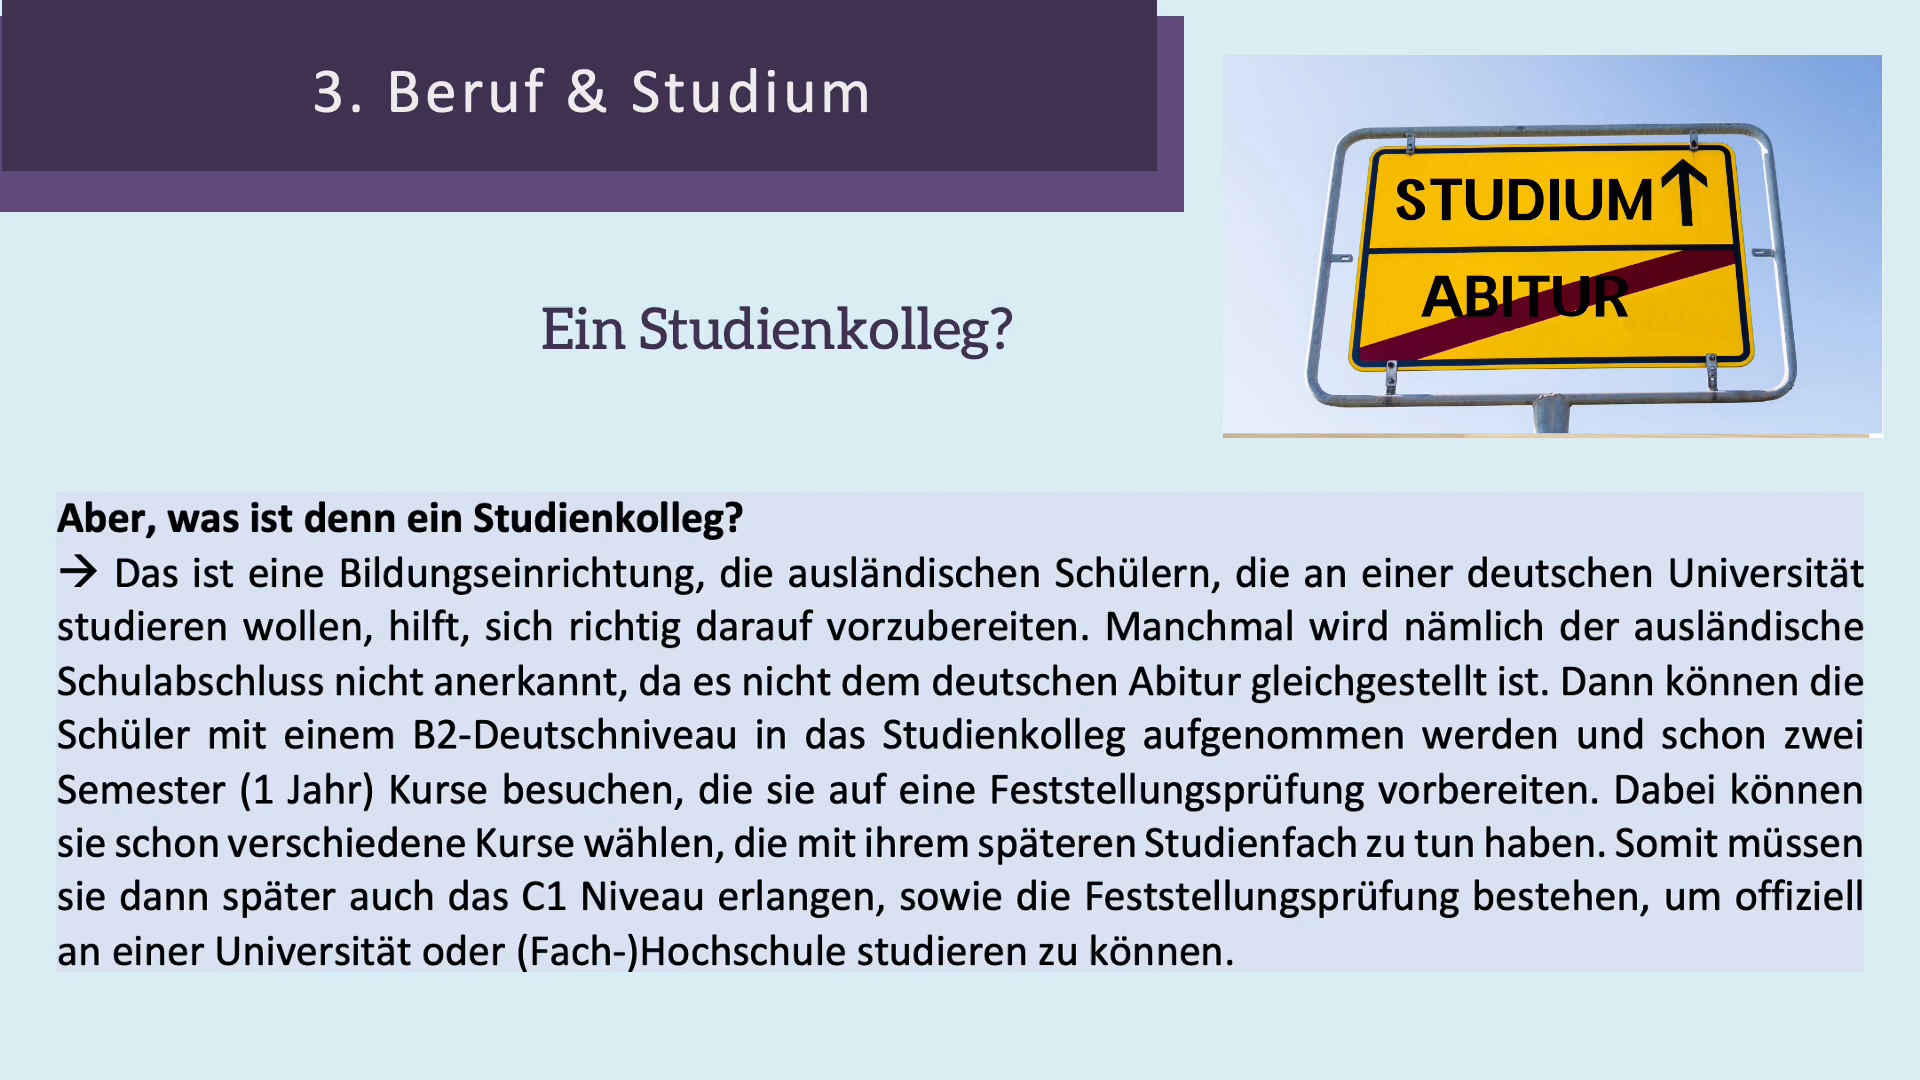 3. Beruf & Studium
STUDIUM↑
ABITUR
Ein Studienkolleg?
Aber, was ist denn ein Studienkolleg?
→ Das ist eine Bildungseinrichtung, die ausländischen Schülern, die an einer deutschen Universität
studieren wollen, hilft, sich richtig darauf vorzubereiten. Manchmal wird nämlich der ausländische
Schulabschluss nicht anerkannt, da es nicht dem deutschen Abitur gleichgestellt ist. Dann können die
Schüler mit einem B2-Deutschniveau in das Studienkolleg aufgenommen werden und schon zwei
Semester (1 Jahr) Kurse besuchen, die sie auf eine Feststellungsprüfung vorbereiten. Dabei können
sie schon verschiedene Kurse wählen, die mit ihrem späteren Studienfach zu tun haben. Somit müssen
sie dann später auch das C1 Niveau erlangen, sowie die Feststellungsprüfung bestehen, um offiziell
an einer Universität oder (Fach-)Hochschule studieren zu können.